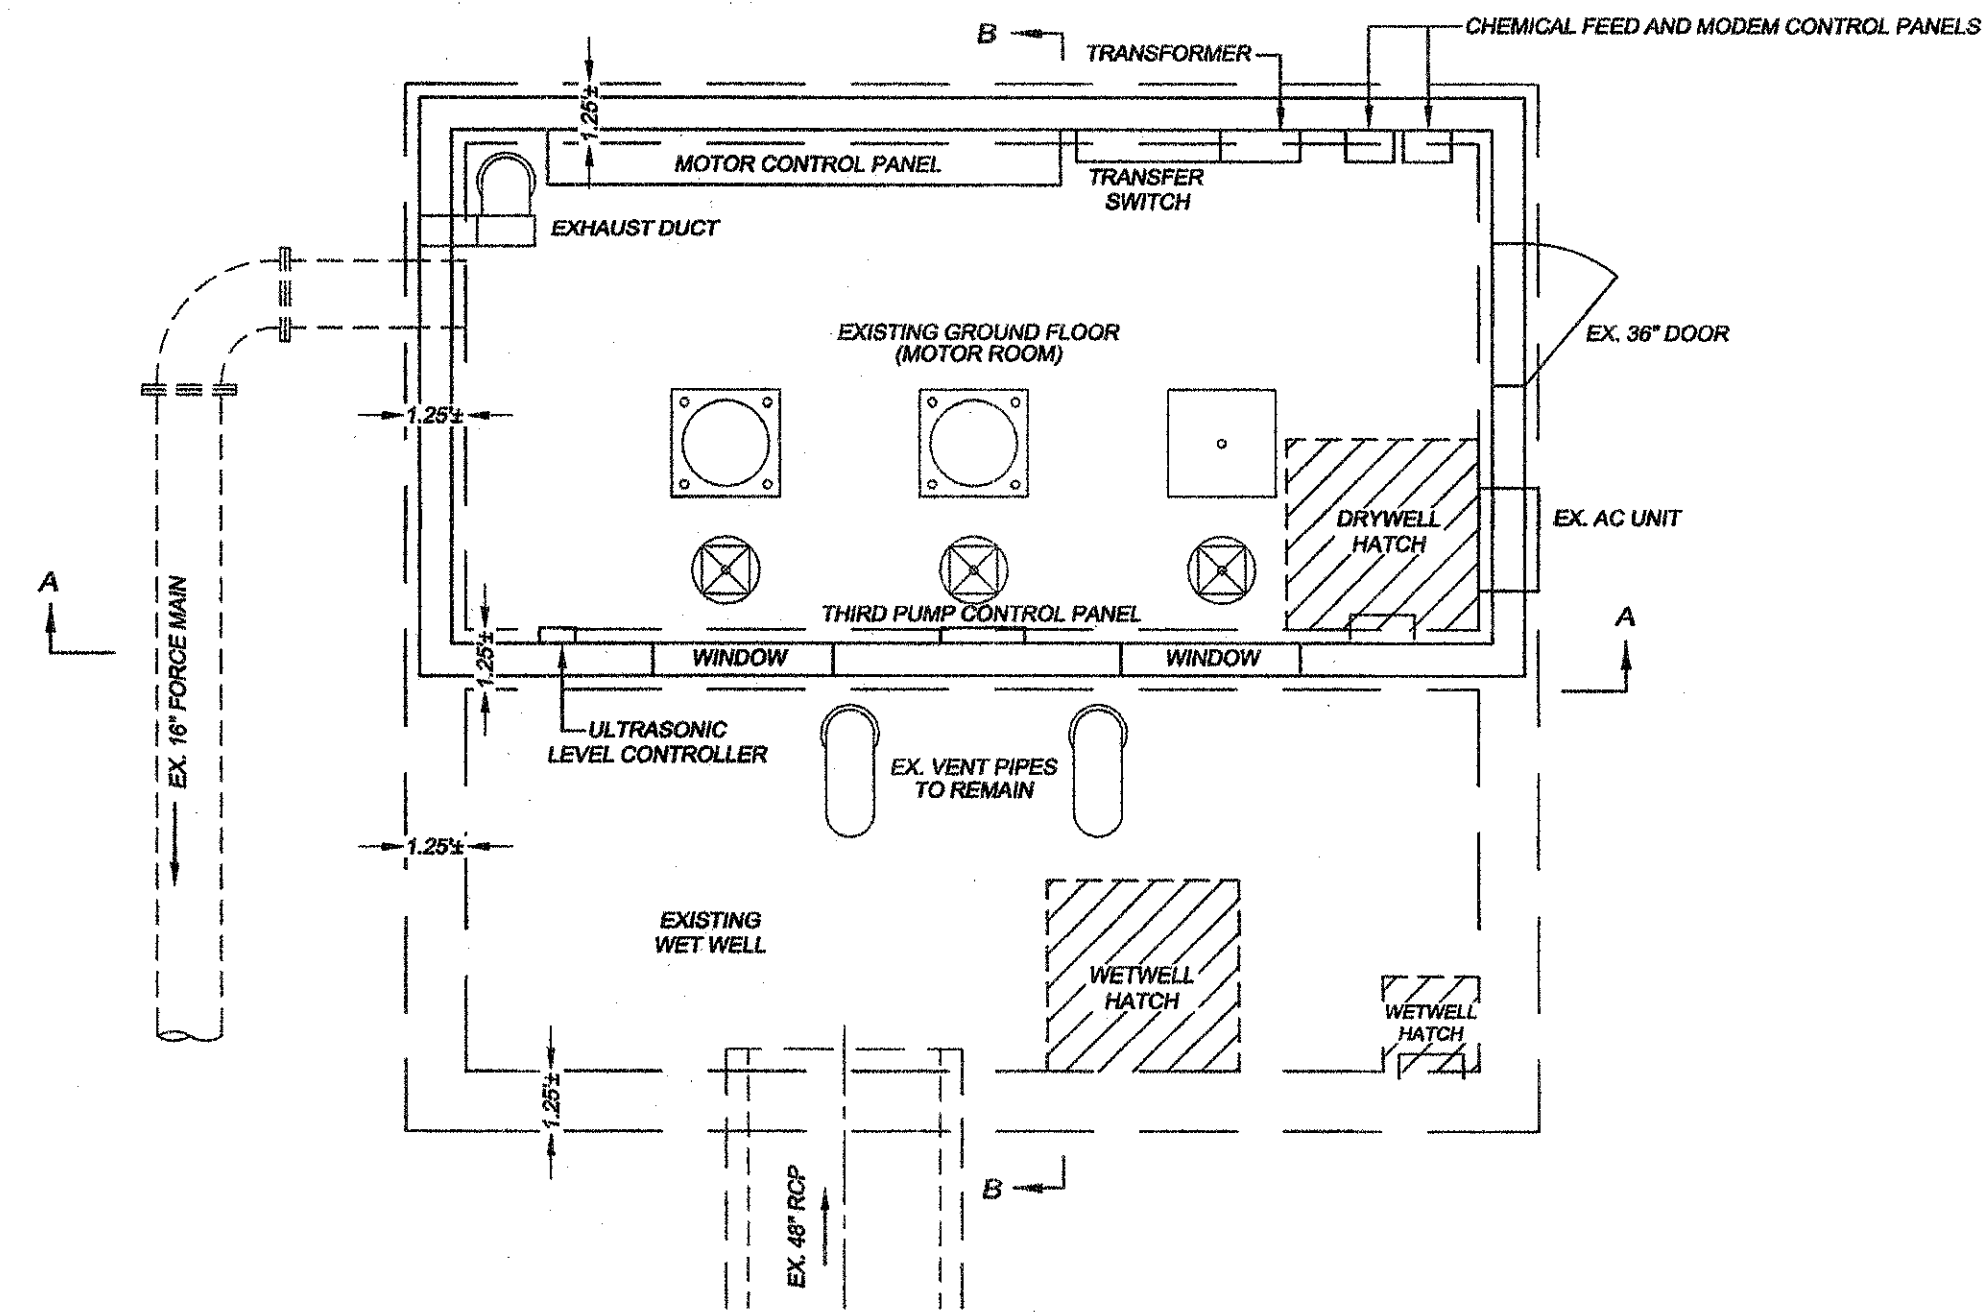 CHEMICAL FEED AND MODEM CONTROL PANELS
B
TRANSFORMER
1.25'±
MOTOR CONTROL PANEL
TRANSFER
SWITCH
EXHAUST DUCT
EXISTING GROUND FLOOR
(MOTOR ROOM)
EX. 36" DOOR
1.25'±
DRYWELL
HATCH
EX. AC UNIT
A
EX. 16" FORCE MAIN
THIRD PUMP CONTROL PANEL
A
1.25'±
WINDOW
WINDOW
ULTRASONIC
LEVEL CONTROLLER
EX. VENT PIPES
TO REMAIN
1.25'±
EXISTING
WET WELL
WETWELL
HATCH
WETWELL
HATCH
1.25'±
B
EX. 48" RCP